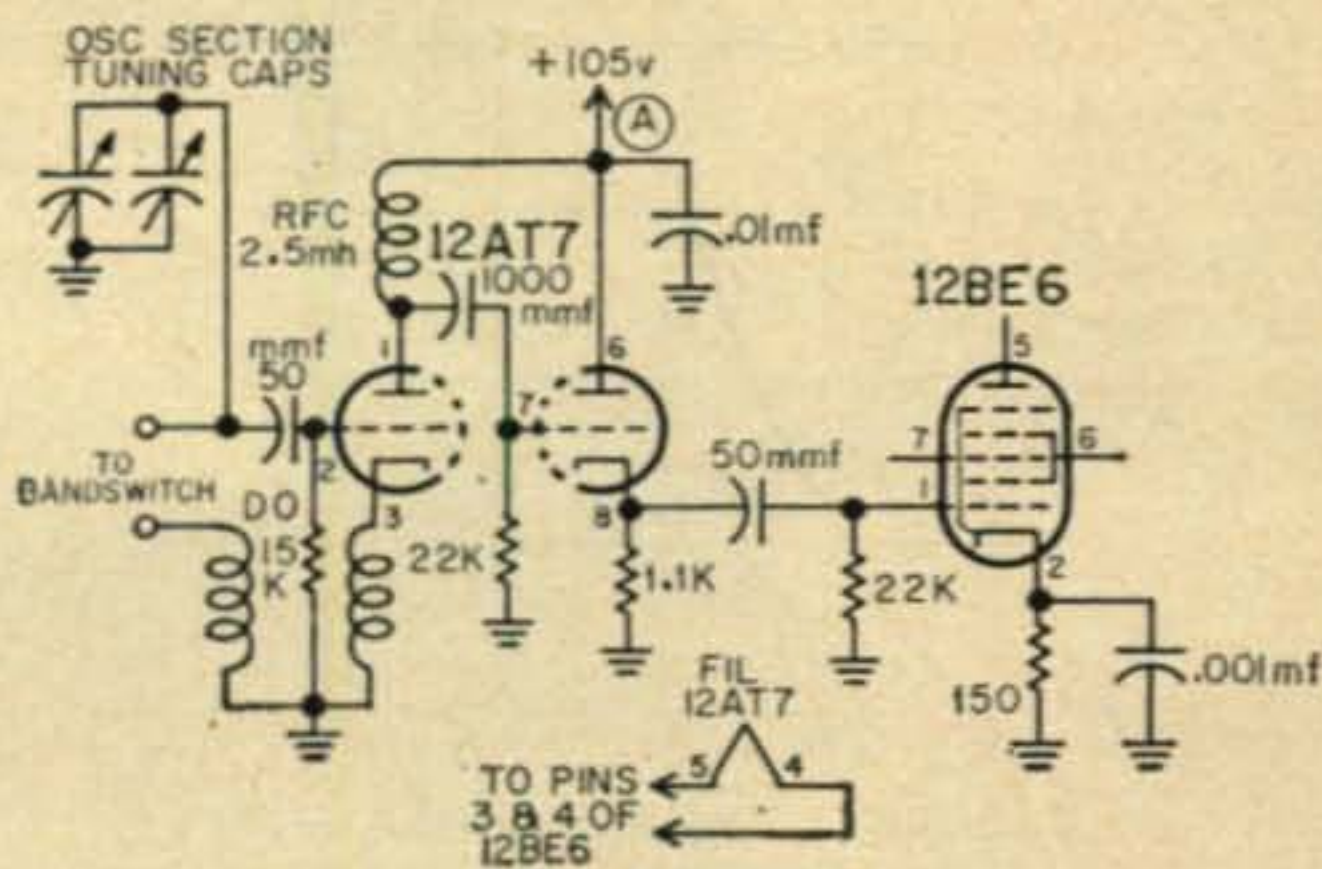 OSC SECTION
TUNING CAPS
+105v
A
RFC
2.5mh
12AT7
1000
mmf
.01mf
12BE6
mmf
50
1
6
5
7
7
6
2
TO
BANDSWITCH
DO
15
K
3
22K
8
50mmf
1
1.1K
22K
2
150
.001mf
FIL
12AT7
5
4
TO PINS
3 & 4 OF
12BE6